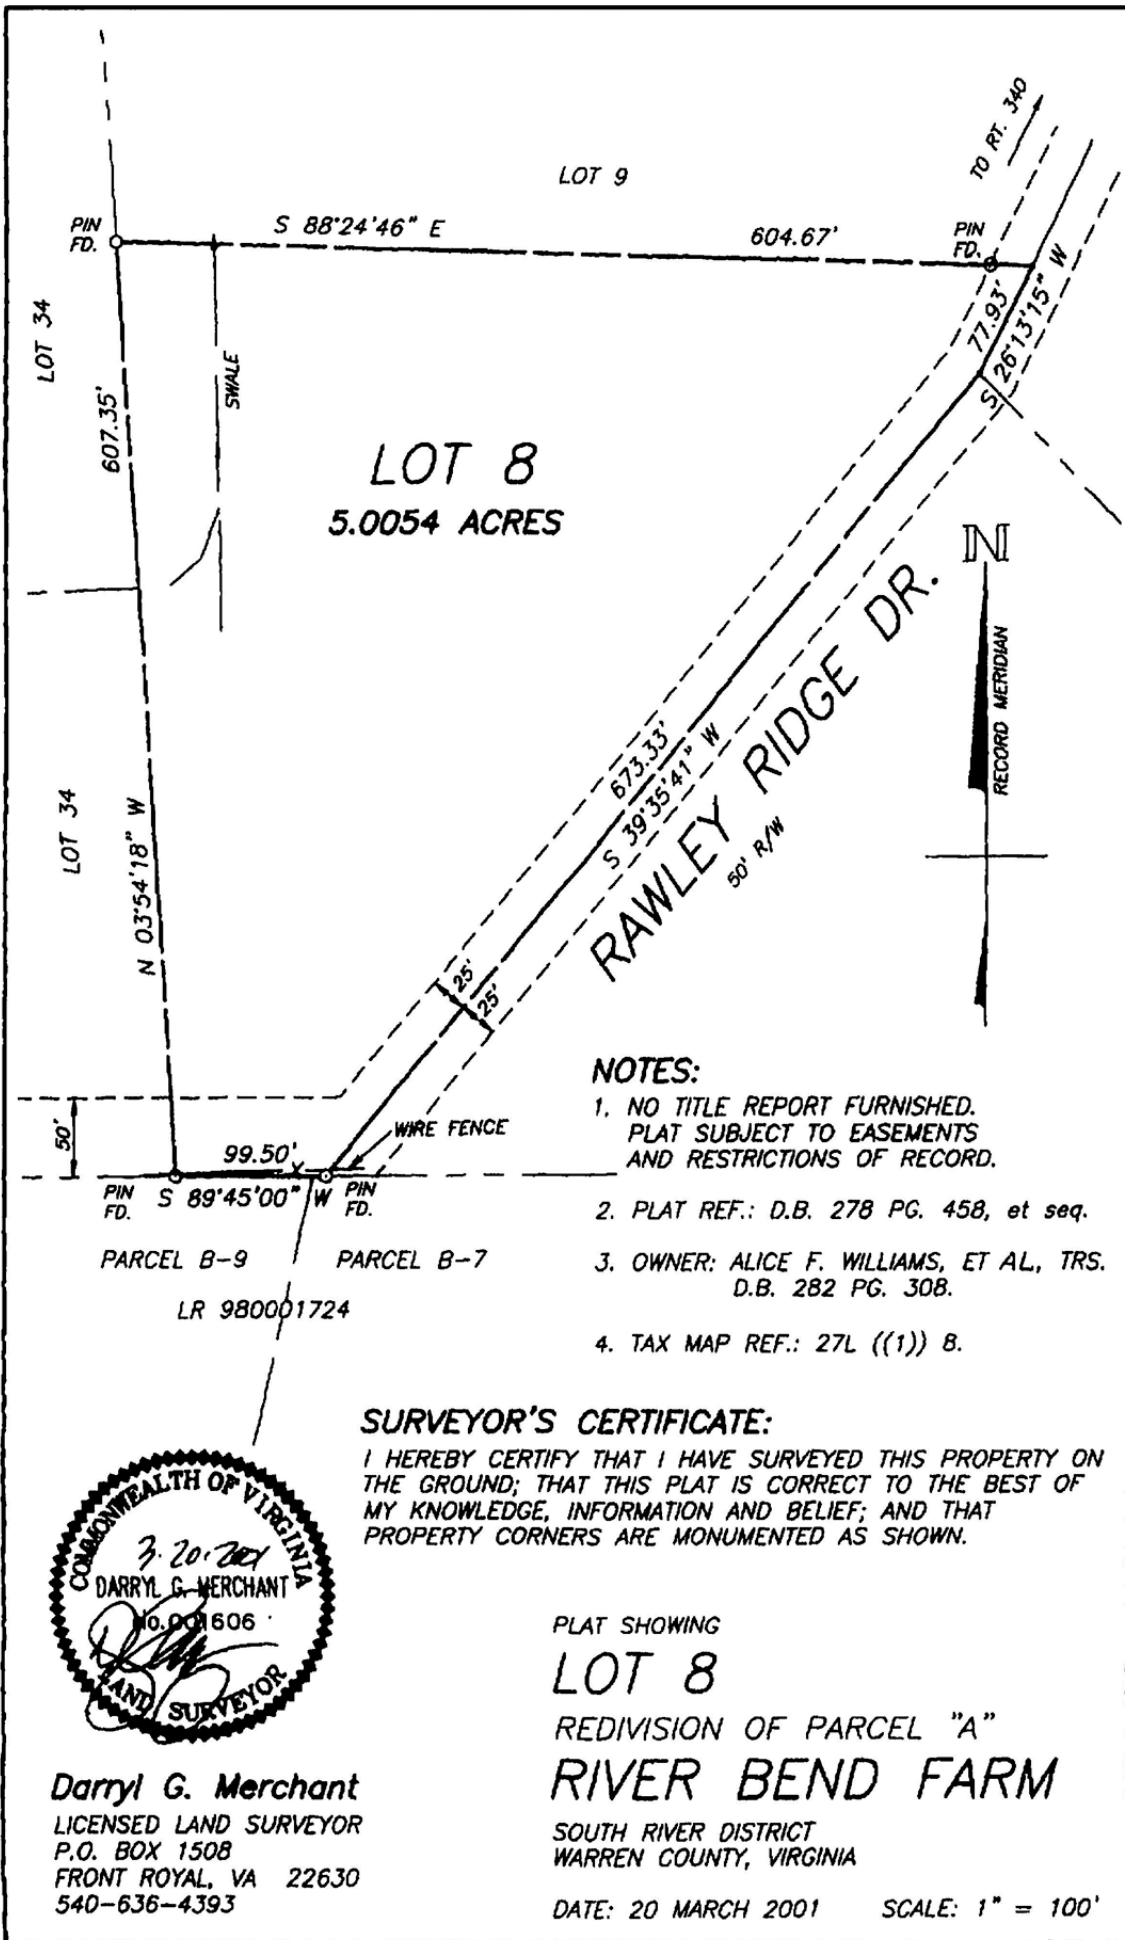 TO RT. 340
LOT 9
PIN
FD.
S 88°24'46" E
604.67'
PIN
FD.
77.93'
S 26°13'15" W
LOT 34
607.35'
SWALE
LOT 8
5.0054 ACRES
N
RECORD MERIDIAN
RAWLEY RIDGE DR.
50' R/W
673.33'
S 39°35'41" W
LOT 34
N 03°54'18" W
25'
25'
50'
WIRE FENCE
99.50'
X
PIN
FD.
S 89°45'00" W
PIN
FD.
PARCEL B-9
PARCEL B-7
LR 980001724
NOTES:
1. NO TITLE REPORT FURNISHED.
PLAT SUBJECT TO EASEMENTS
AND RESTRICTIONS OF RECORD.
2. PLAT REF.: D.B. 278 PG. 458, et seq.
3. OWNER: ALICE F. WILLIAMS, ET AL, TRS.
D.B. 282 PG. 308.
4. TAX MAP REF.: 27L ((1)) 8.
SURVEYOR'S CERTIFICATE:
I HEREBY CERTIFY THAT I HAVE SURVEYED THIS PROPERTY ON
THE GROUND; THAT THIS PLAT IS CORRECT TO THE BEST OF
MY KNOWLEDGE, INFORMATION AND BELIEF; AND THAT
PROPERTY CORNERS ARE MONUMENTED AS SHOWN.
COMMONWEALTH OF VIRGINIA
3·20·2001
DARRYL G. MERCHANT
No.001606
LAND SURVEYOR
Darryl G. Merchant
LICENSED LAND SURVEYOR
P.O. BOX 1508
FRONT ROYAL, VA 22630
540-636-4393
PLAT SHOWING
LOT 8
REDIVISION OF PARCEL "A"
RIVER BEND FARM
SOUTH RIVER DISTRICT
WARREN COUNTY, VIRGINIA
DATE: 20 MARCH 2001 SCALE: 1" = 100'